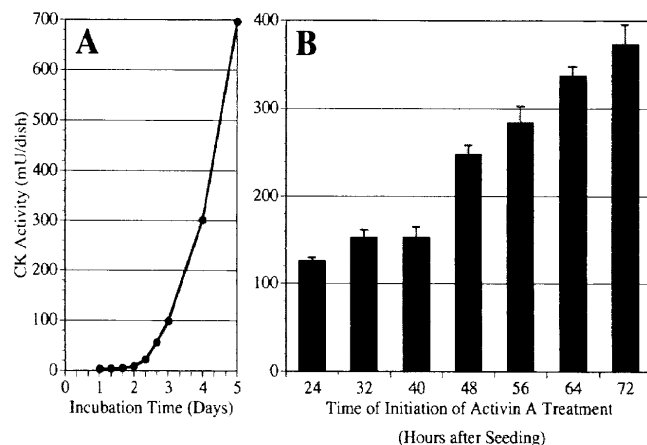 A
700
600
500
400
300
200
100
0
CK Activity (mU/dish)
0 1 2 3 4 5
Incubation Time (Days)
B
400
300
200
100
0
24 32 40 48 56 64 72
Time of Initiation of Activin A Treatment
(Hours after Seeding)